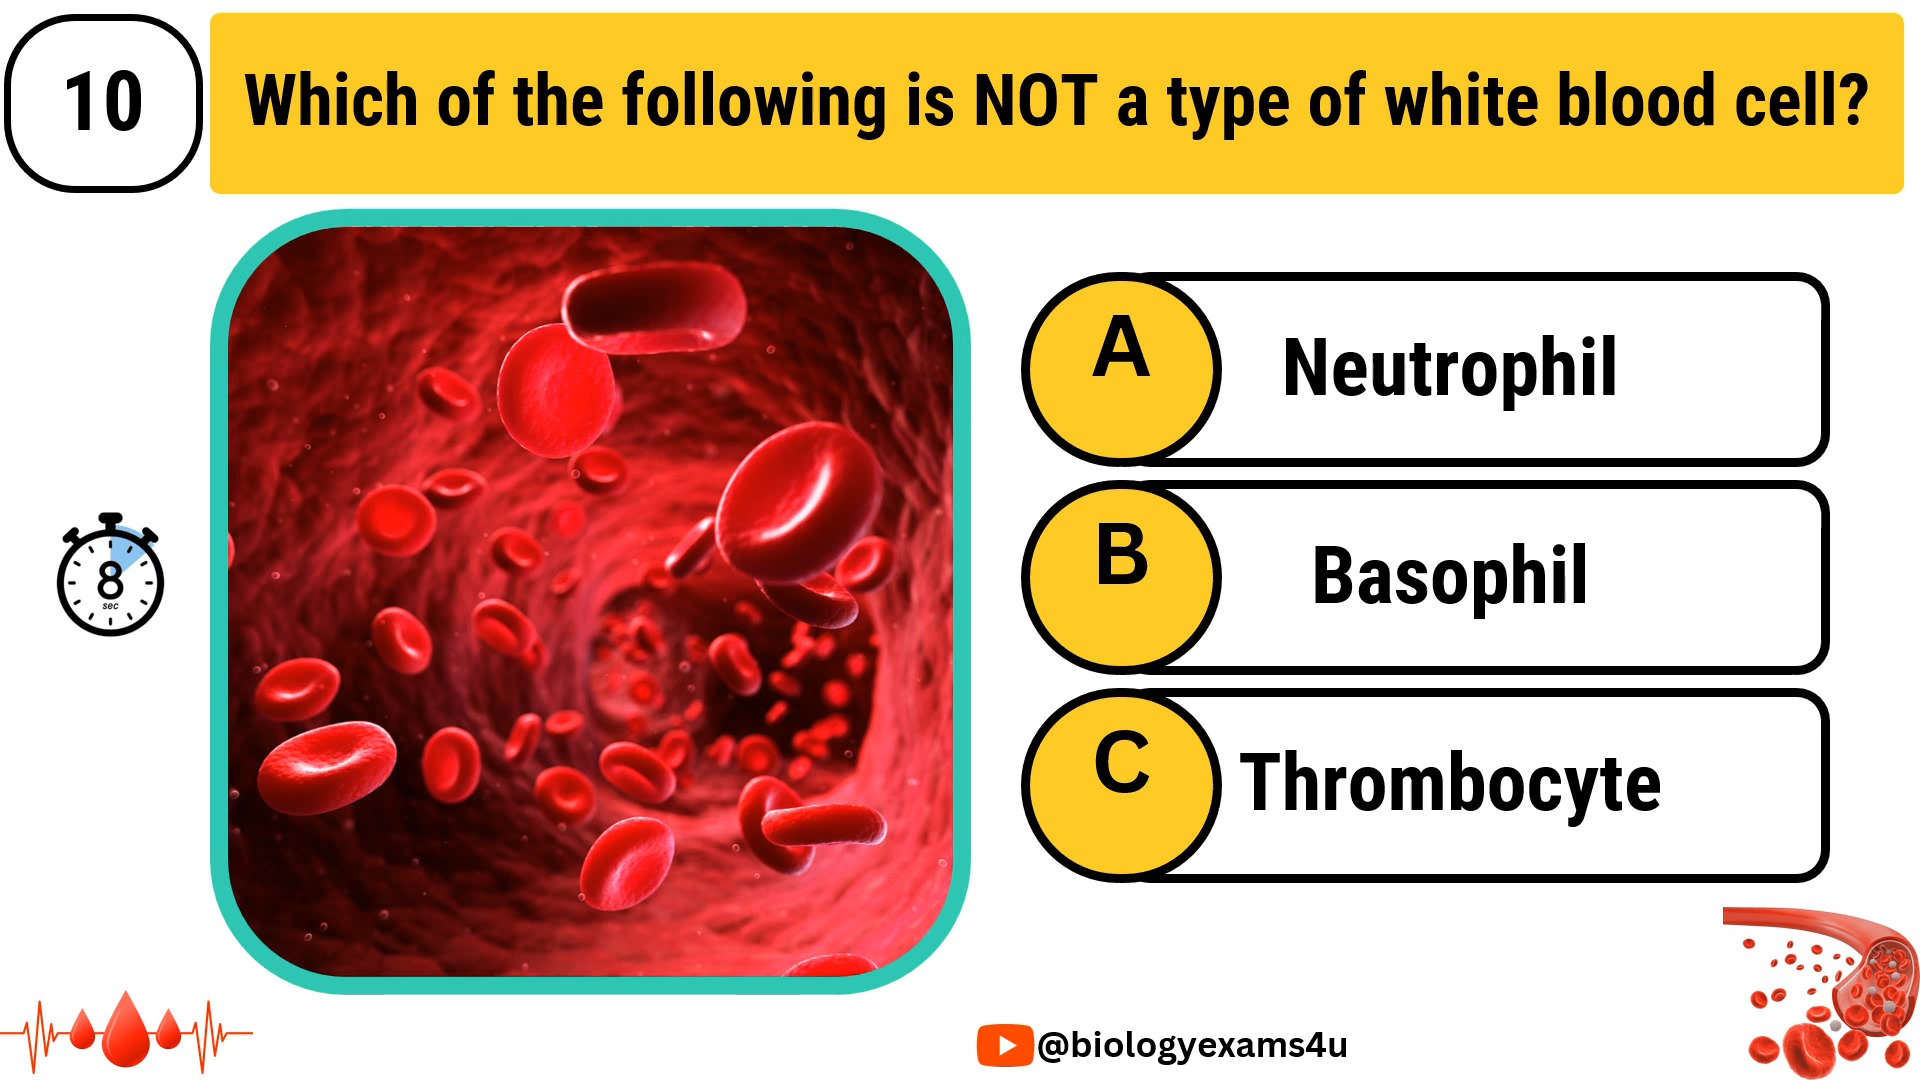 10
Which of the following is NOT a type of white blood cell?
A
Neutrophil
8
sec
B
Basophil
C
Thrombocyte
@biologyexams4u